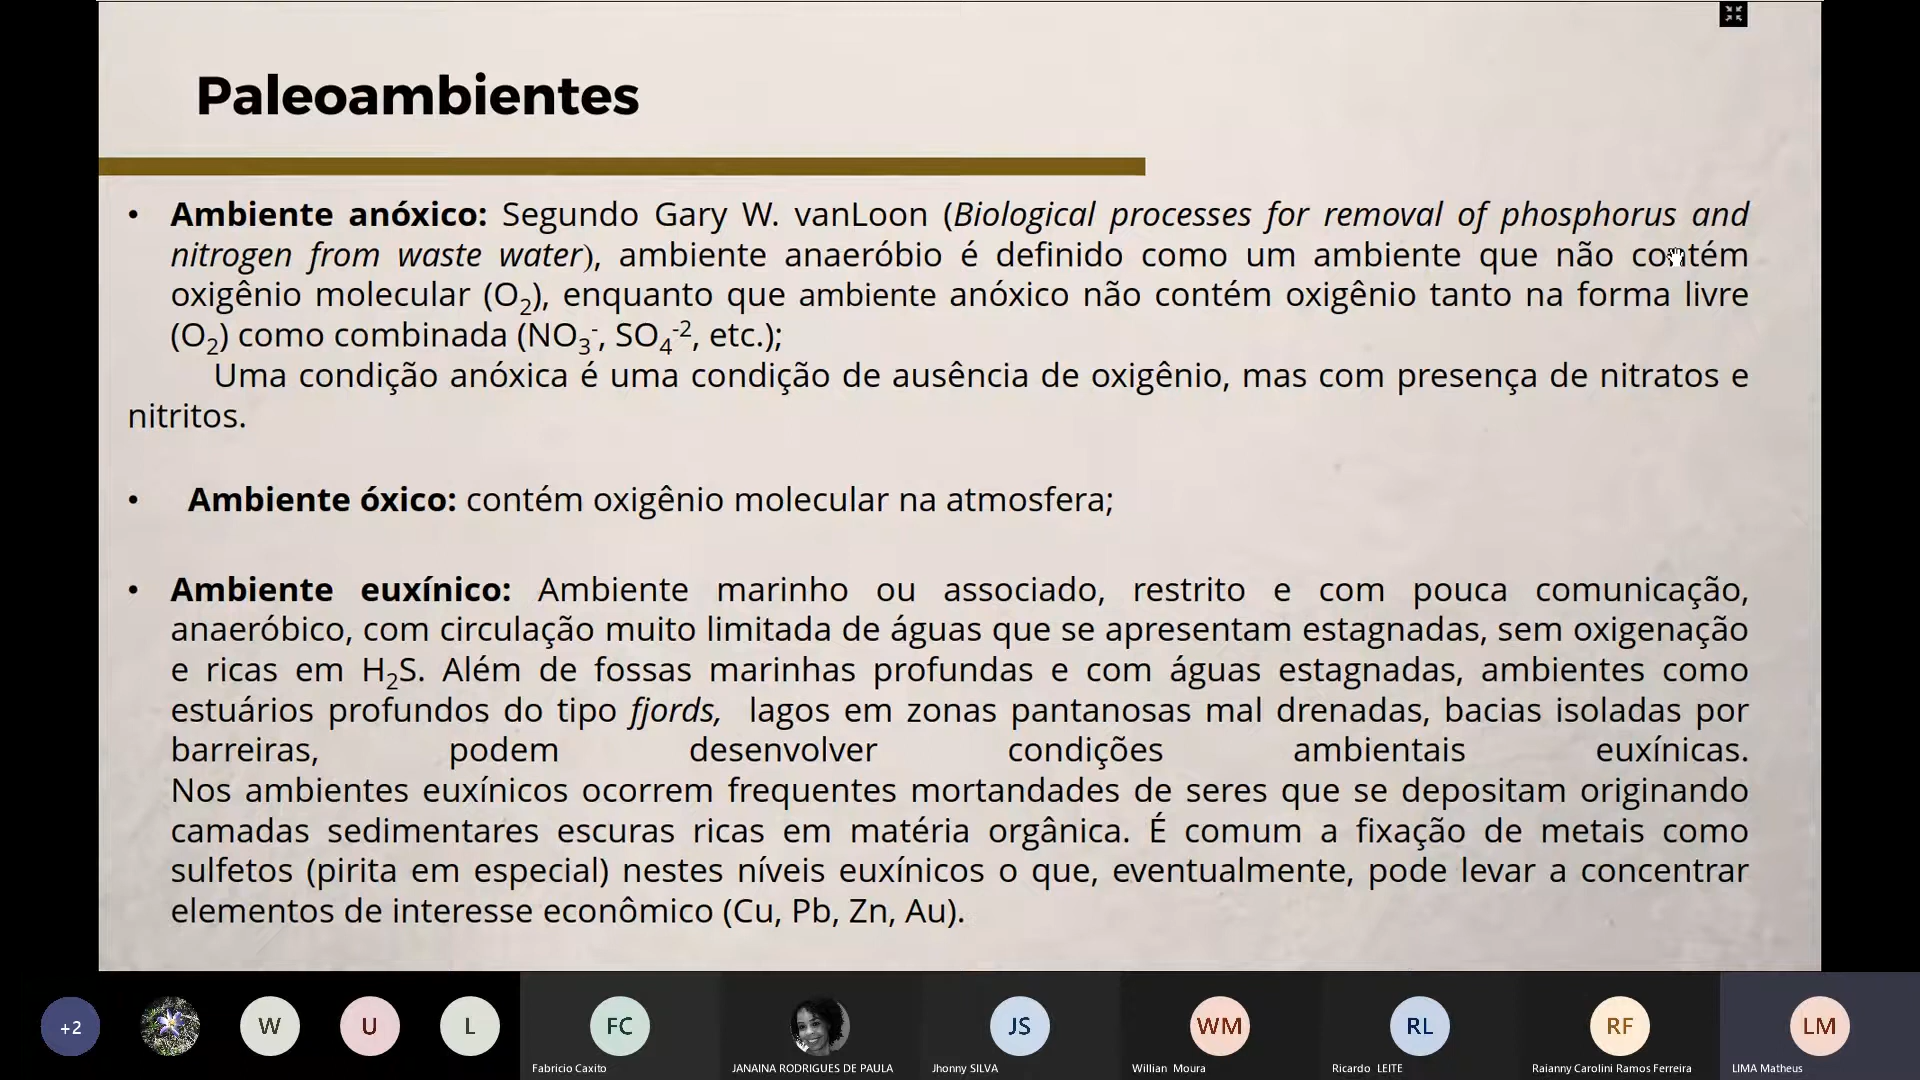 Paleoambientes
• Ambiente anóxico: Segundo Gary W. vanLoon (Biological processes for removal of phosphorus and
nitrogen from waste water), ambiente anaeróbio é definido como um ambiente que não contém
oxigênio molecular (O2), enquanto que ambiente anóxico não contém oxigênio tanto na forma livre
(O2) como combinada (NO3-, SO4-2, etc.);
Uma condição anóxica é uma condição de ausência de oxigênio, mas com presença de nitratos e
nitritos.
• Ambiente óxico: contém oxigênio molecular na atmosfera;
• Ambiente euxínico: Ambiente marinho ou associado, restrito e com pouca comunicação,
anaeróbico, com circulação muito limitada de águas que se apresentam estagnadas, sem oxigenação
e ricas em H2S. Além de fossas marinhas profundas e com águas estagnadas, ambientes como
estuários profundos do tipo fjords, lagos em zonas pantanosas mal drenadas, bacias isoladas por
barreiras, podem desenvolver condições ambientais euxínicas.
Nos ambientes euxínicos ocorrem frequentes mortandades de seres que se depositam originando
camadas sedimentares escuras ricas em matéria orgânica. É comum a fixação de metais como
sulfetos (pirita em especial) nestes níveis euxínicos o que, eventualmente, pode levar a concentrar
elementos de interesse econômico (Cu, Pb, Zn, Au).
+2 W U L FC JS WM RL RF LM
Fabricio Caxito JANAINA RODRIGUES DE PAULA Jhonny SILVA Willian Moura Ricardo LEITE Raianny Carolini Ramos Ferreira LIMA Matheus